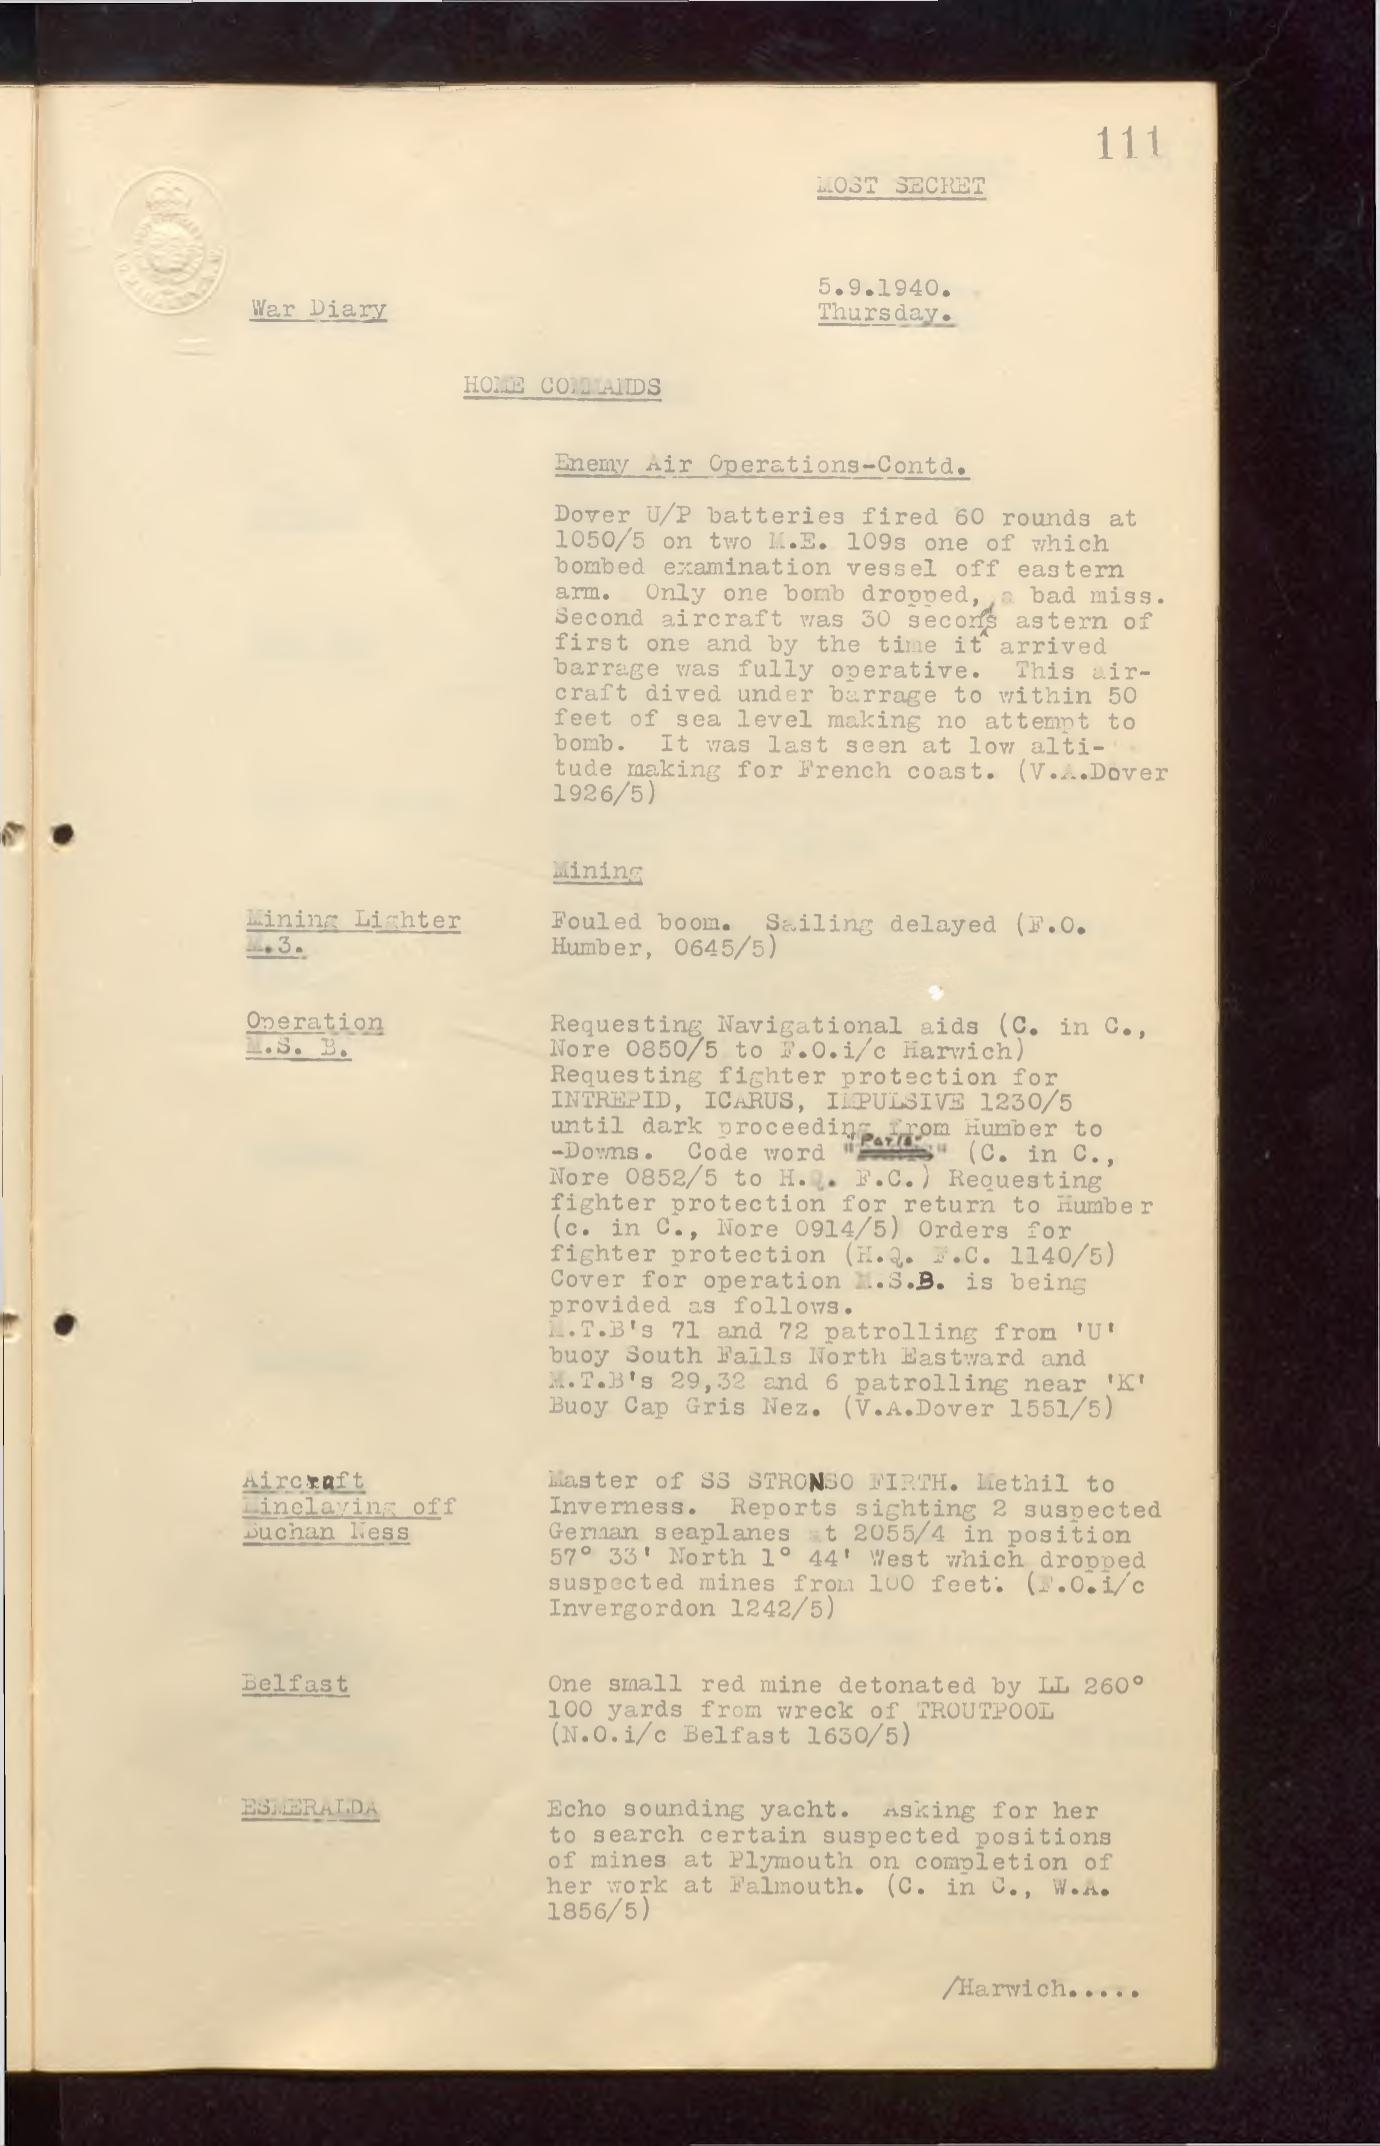 111
MOST SECRET
5.9.1940.
War Diary
Thursday.
HOME COMMANDS
Enemy Air Operations-Contd.
Dover U/P batteries fired 60 rounds at
1050/5 on two M.E. 109s one of which
bombed examination vessel off eastern
arm. Only one bomb dropped, a bad miss.
Second aircraft was 30 seconds astern of
first one and by the time it arrived
barrage was fully operative. This air-
craft dived under barrage to within 50
feet of sea level making no attempt to
bomb. It was last seen at low alti-
tude making for French coast. (V.A.Dover
1926/5)
Mining
Mining Lighter
M.3.
Fouled boom. Sailing delayed (F.O.
Humber, 0645/5)
Operation
M.S. B.
Requesting Navigational aids (C. in C.,
Nore 0850/5 to F.O.i/c Harwich)
Requesting fighter protection for
INTREPID, ICARUS, IMPULSIVE 1230/5
until dark proceeding from Humber to
-Downs. Code word "Paris" (C. in C.,
Nore 0852/5 to H.Q. F.C.) Requesting
fighter protection for return to Humber
(c. in C., Nore 0914/5) Orders for
fighter protection (H.Q. F.C. 1140/5)
Cover for operation M.S.B. is being
provided as follows.
M.T.B's 71 and 72 patrolling from 'U'
buoy South Falls North Eastward and
M.T.B's 29,32 and 6 patrolling near 'K'
Buoy Cap Gris Nez. (V.A.Dover 1551/5)
Aircraft
Minelaying off
Buchan Ness
Master of SS STRONSO FIRTH. Methil to
Inverness. Reports sighting 2 suspected
German seaplanes at 2055/4 in position
57° 33' North 1° 44' West which dropped
suspected mines from 100 feet. (F.O.i/c
Invergordon 1242/5)
Belfast
One small red mine detonated by LL 260°
100 yards from wreck of TROUTPOOL
(N.O.i/c Belfast 1630/5)
ESMERALDA
Echo sounding yacht. Asking for her
to search certain suspected positions
of mines at Plymouth on completion of
her work at Falmouth. (C. in C., W.A.
1856/5)
/Harwich.....